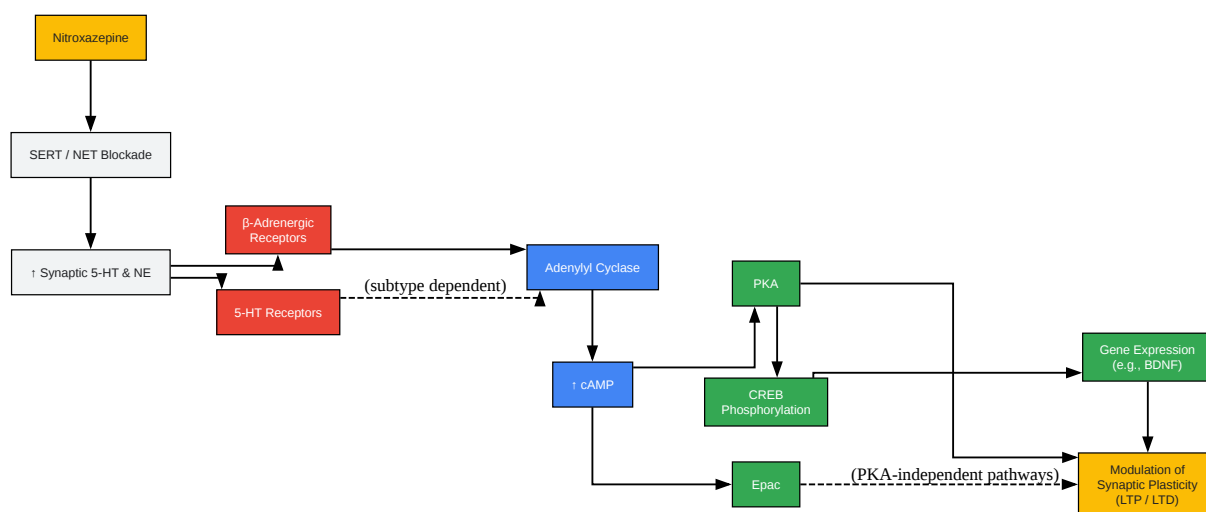 Nitroxazepine
SERT / NET Blockade
↑ Synaptic 5-HT & NE
β-Adrenergic
Receptors
5-HT Receptors
(subtype dependent)
Adenylyl Cyclase
↑ cAMP
PKA
CREB
Phosphorylation
Epac
(PKA-independent pathways)
Gene Expression
(e.g., BDNF)
Modulation of
Synaptic Plasticity
(LTP / LTD)